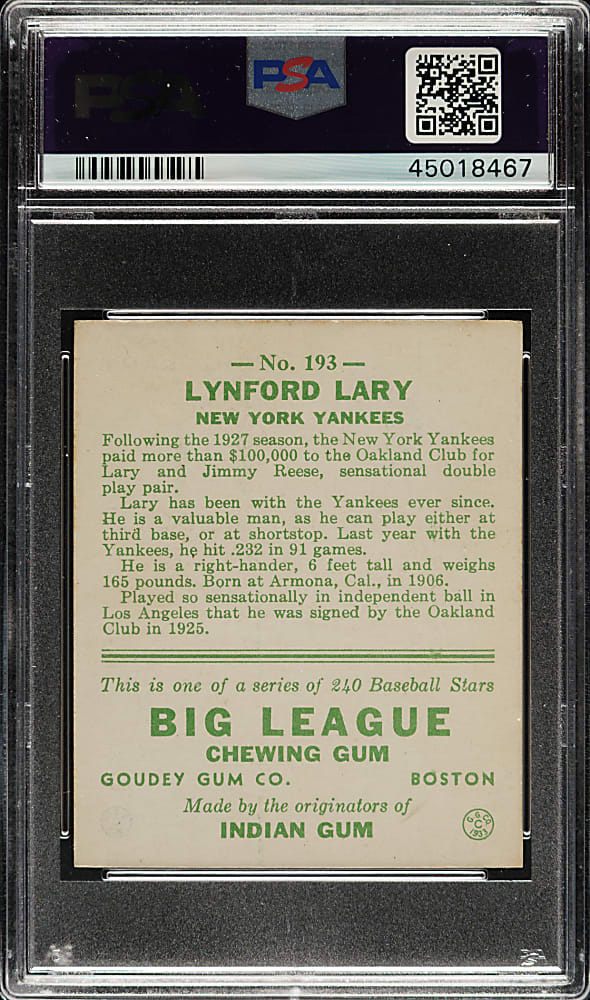 PSA
PSA
45018467
— No. 193 —
LYNFORD LARY
NEW YORK YANKEES
Following the 1927 season, the New York Yankees
paid more than $100,000 to the Oakland Club for
Lary and Jimmy Reese, sensational double
play pair.
Lary has been with the Yankees ever since.
He is a valuable man, as he can play either at
third base, or at shortstop. Last year with the
Yankees, he hit .232 in 91 games.
He is a right-hander, 6 feet tall and weighs
165 pounds. Born at Armona, Cal., in 1906.
Played so sensationally in independent ball in
Los Angeles that he was signed by the Oakland
Club in 1925.
This is one of a series of 240 Baseball Stars
BIG LEAGUE
CHEWING GUM
GOUDEY GUM CO. BOSTON
Made by the originators of
INDIAN GUM
G. G. CO.
C
1933